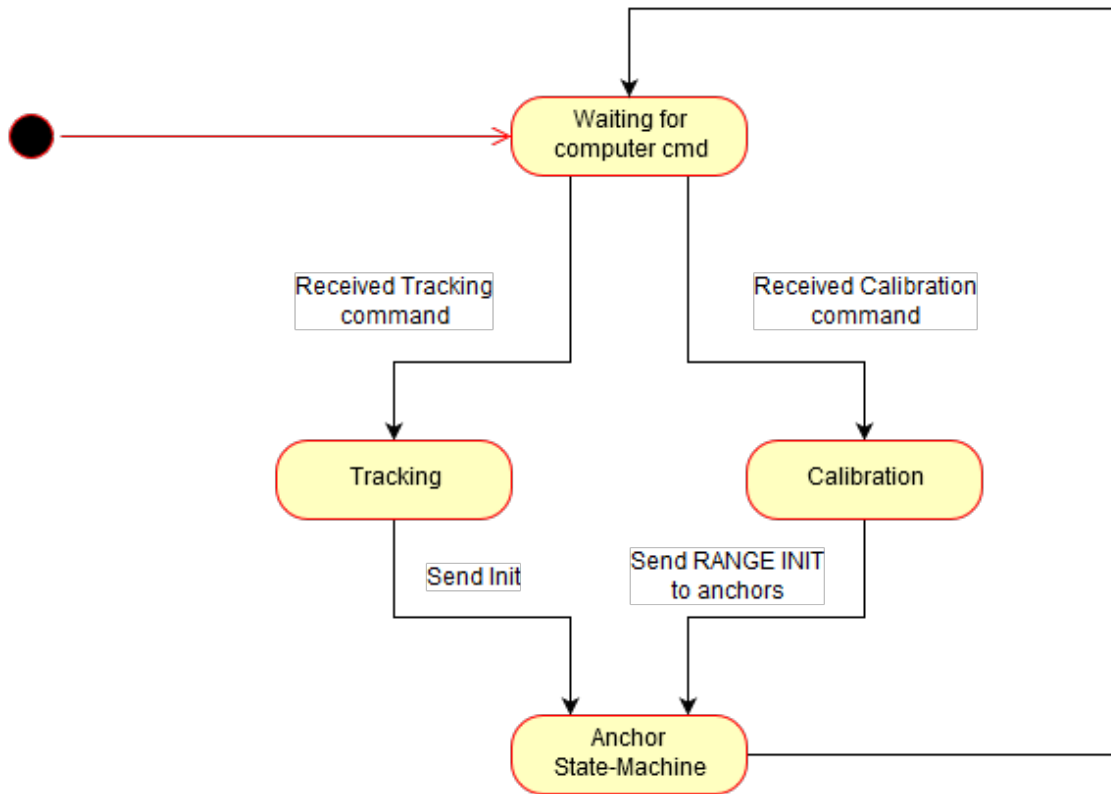 Waiting for
computer cmd
Received Tracking
command
Received Calibration
command
Tracking
Calibration
Send Init
Send RANGE INIT
to anchors
Anchor
State-Machine